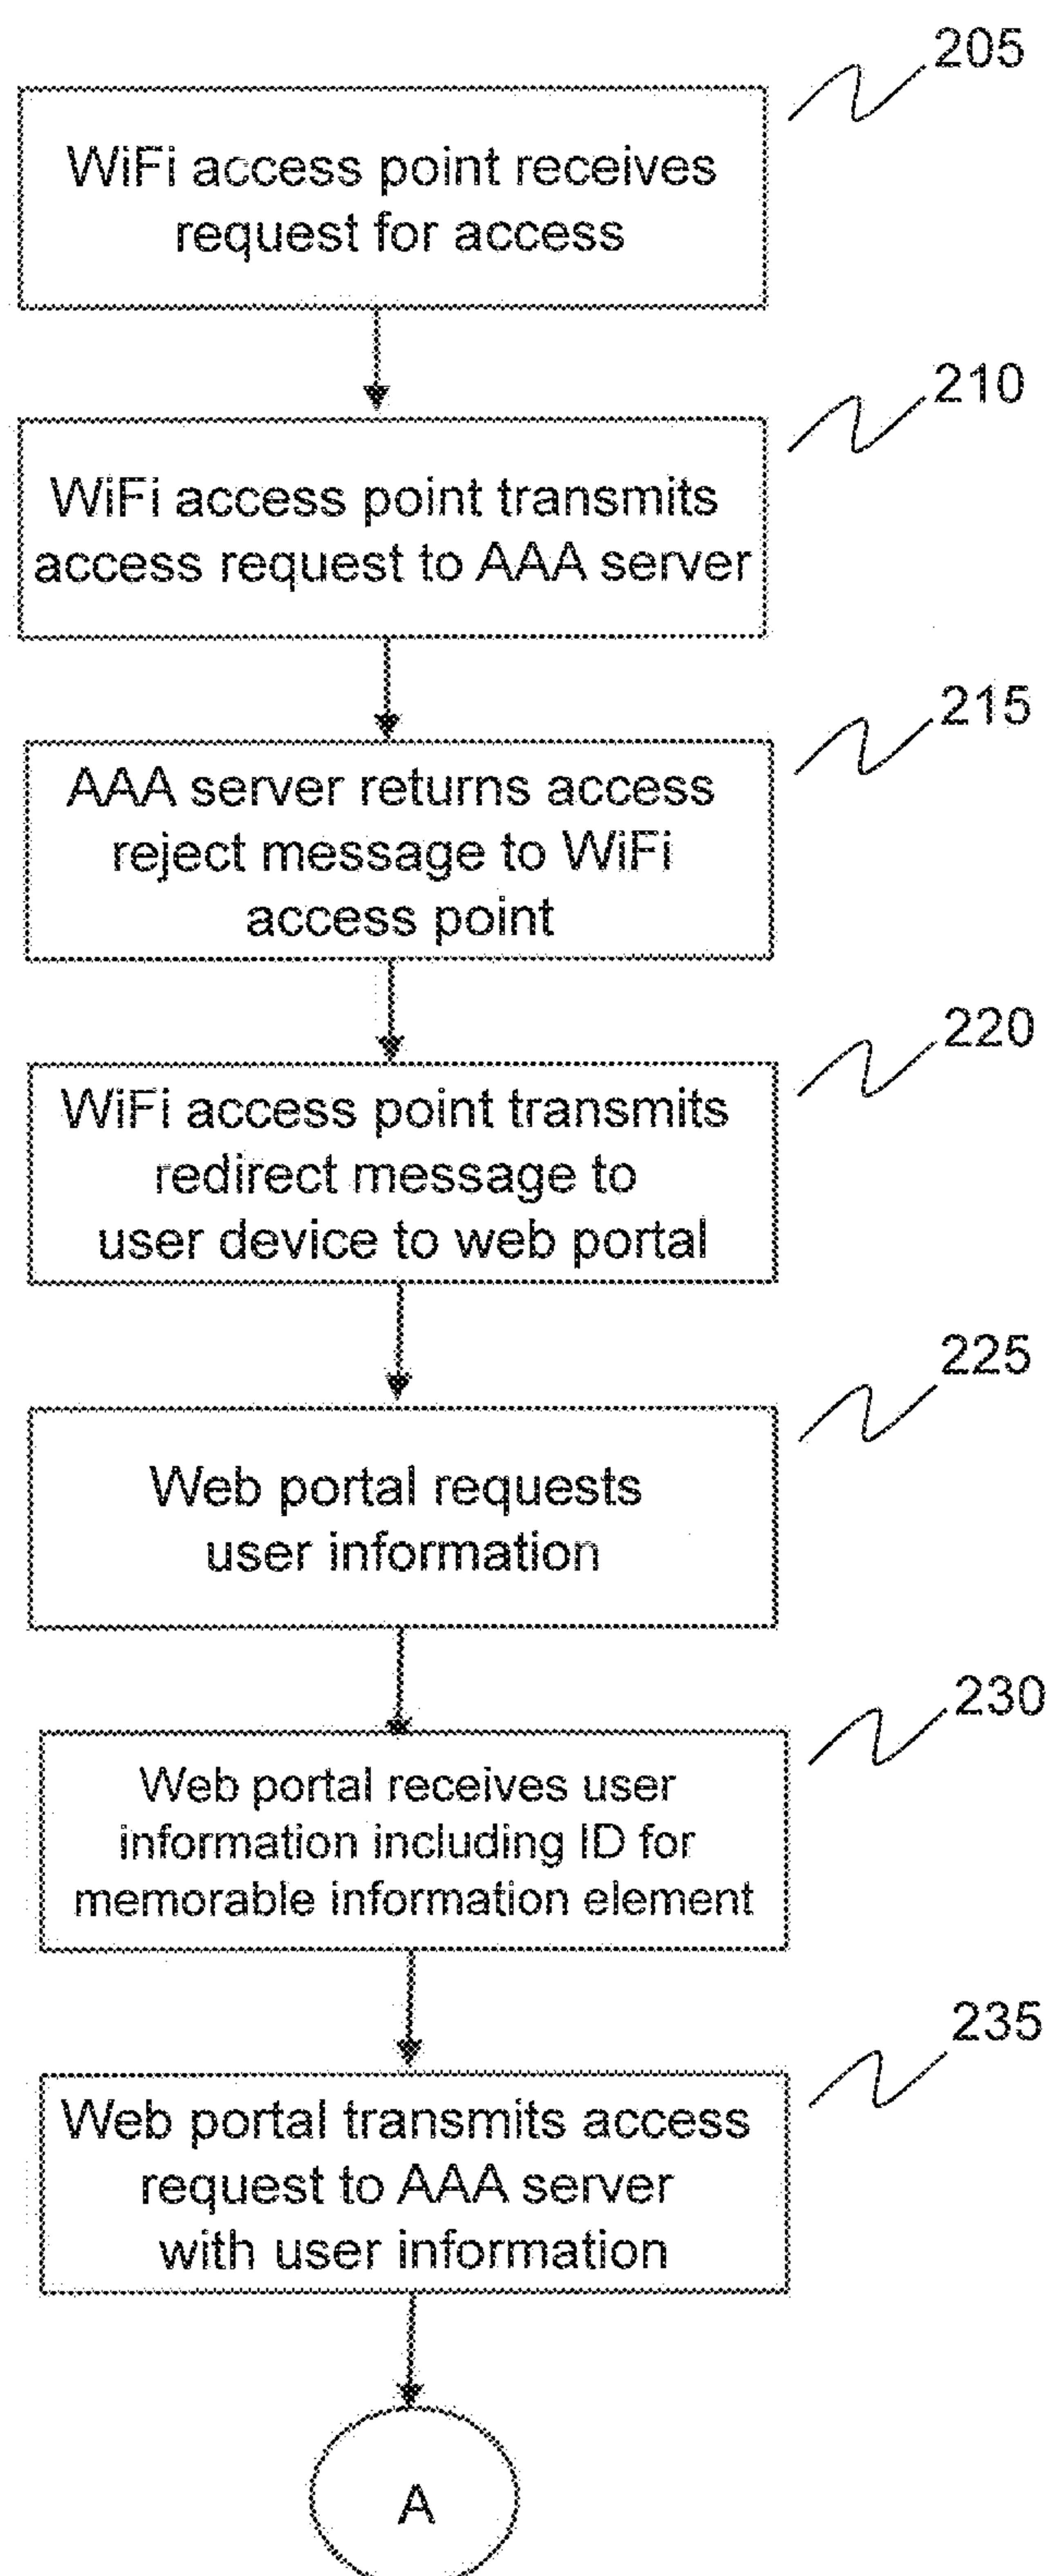 205
WiFi access point receives
request for access
210
WiFi access point transmits
access request to AAA server
215
AAA server returns access
reject message to WiFi
access point
220
WiFi access point transmits
redirect message to
user device to web portal
225
Web portal requests
user information
230
Web portal receives user
information including ID for
memorable information element
235
Web portal transmits access
request to AAA server
with user information
A